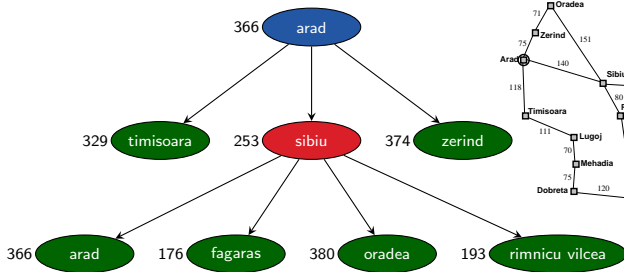 366 arad
329 timisoara 253 sibiu 374 zerind
366 arad 176 fagaras 380 oradea 193 rimnicu vilcea
Oradea
71
Zerind
151
75
Arad
140
Sibiu
118
80
Timisoara
111
Lugoj
70
Mehadia
75
Dobreta
120